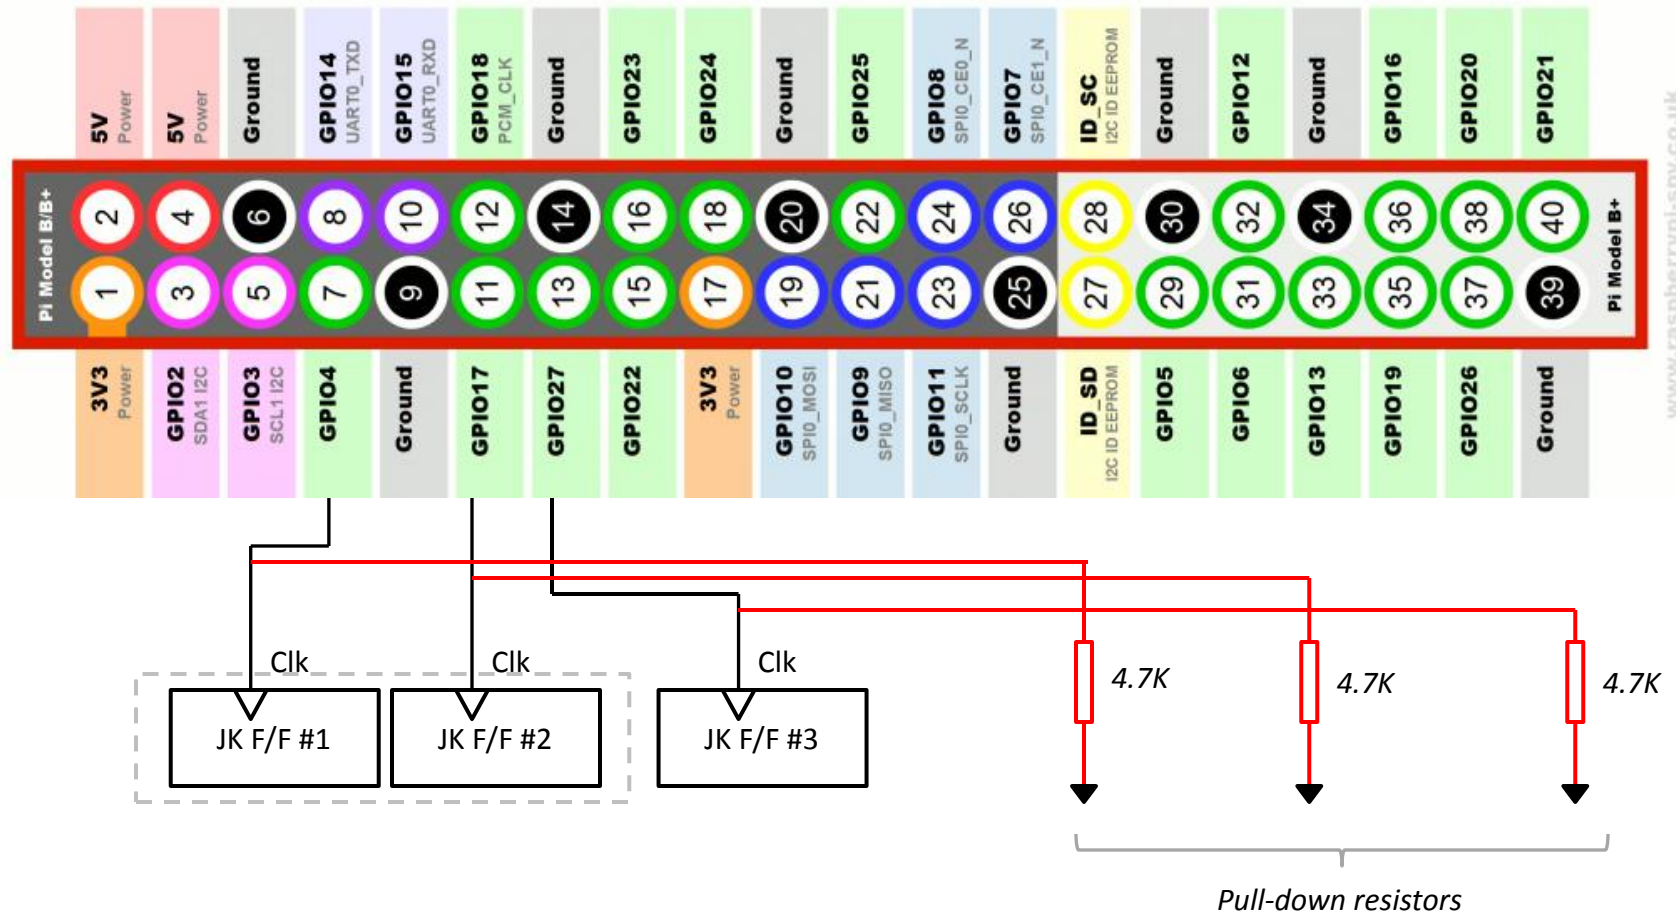 5V
Power
5V
Power
Ground
GPIO14
UART0_TXD
GPIO15
UART0_RXD
GPIO18
PCM_CLK
Ground
GPIO23
GPIO24
Ground
GPIO25
GPIO8
SPI0_CE0_N
GPIO7
SPI0_CE1_N
ID_SC
I2C ID EEPROM
Ground
GPIO12
Ground
GPIO16
GPIO20
GPIO21
Pi Model B/B+
2
4
6
8
10
12
14
16
18
20
22
24
26
28
30
32
34
36
38
40
1
3
5
7
9
11
13
15
17
19
21
23
25
27
29
31
33
35
37
39
Pi Model B+
www.raspberrypi-spy.co.uk
3V3
Power
GPIO2
SDA1 I2C
GPIO3
SCL1 I2C
GPIO4
Ground
GPIO17
GPIO27
GPIO22
3V3
Power
GPIO10
SPI0_MOSI
GPIO9
SPI0_MISO
GPIO11
SPI0_SCLK
Ground
ID_SD
I2C ID EEPROM
GPIO5
GPIO6
GPIO13
GPIO19
GPIO26
Ground
Clk
Clk
Clk
JK F/F #1
JK F/F #2
JK F/F #3
4.7K
4.7K
4.7K
Pull-down resistors